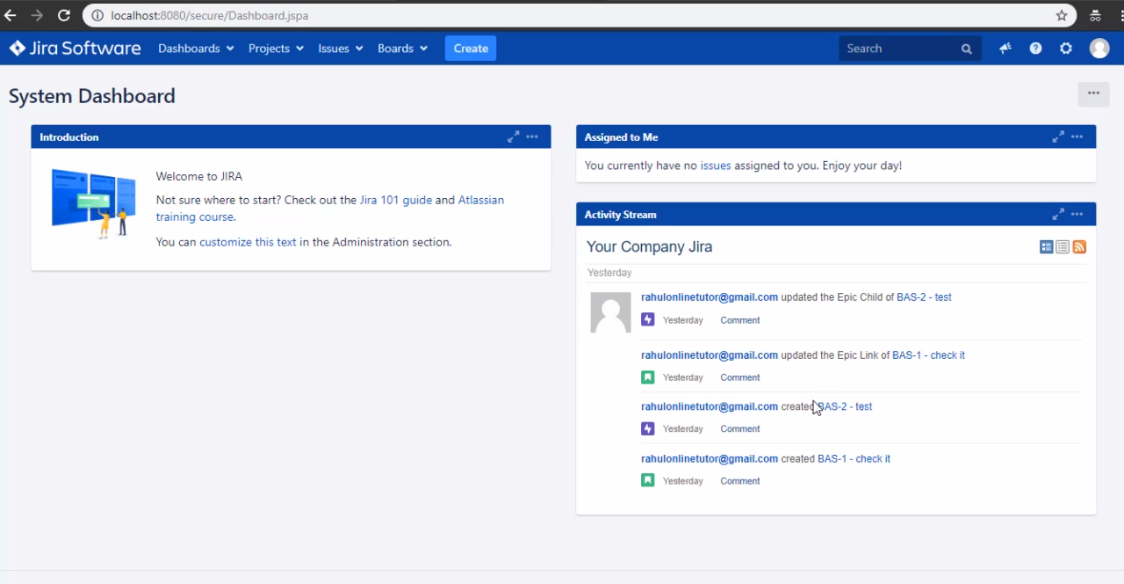 localhost:8080/secure/Dashboard.jspa
Jira Software Dashboards Projects Issues Boards Create Search
System Dashboard
Introduction
Welcome to JIRA
Not sure where to start? Check out the Jira 101 guide and Atlassian
training course.
You can customize this text in the Administration section.
Assigned to Me
You currently have no issues assigned to you. Enjoy your day!
Activity Stream
Your Company Jira
Yesterday
rahulonlinetutor@gmail.com updated the Epic Child of BAS-2 - test
Yesterday Comment
rahulonlinetutor@gmail.com updated the Epic Link of BAS-1 - check it
Yesterday Comment
rahulonlinetutor@gmail.com created BAS-2 - test
Yesterday Comment
rahulonlinetutor@gmail.com created BAS-1 - check it
Yesterday Comment